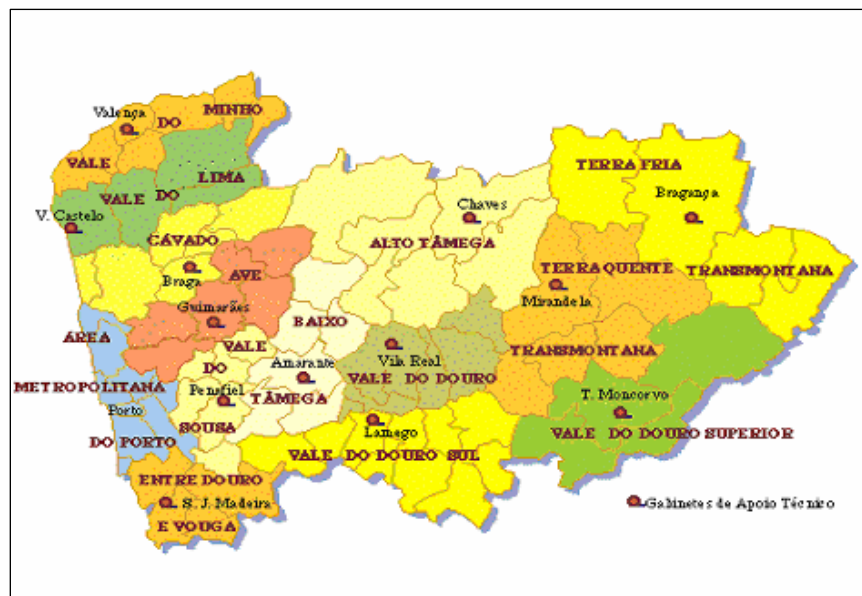 Valença
VALE DO MINHO
VALE DO LIMA
V. Castelo
CÁVADO
Braga
AVE
Guimarães
ALTO TÂMEGA
Chaves
TERRA FRIA
Bragança
TRANSMONTANA
TERRA QUENTE
Mirandela
TRANSMONTANA
ÁREA
METROPOLITANA
Porto
DO PORTO
VALE
DO
Penafiel
SOUSA
BAIXO
Amarante
TÂMEGA
Vila Real
VALE DO DOURO
Lamego
VALE DO DOURO SUL
T. Moncorvo
VALE DO DOURO SUPERIOR
ENTRE DOURO
S. J. Madeira
E VOUGA
Gabinetes de Apoio Técnico